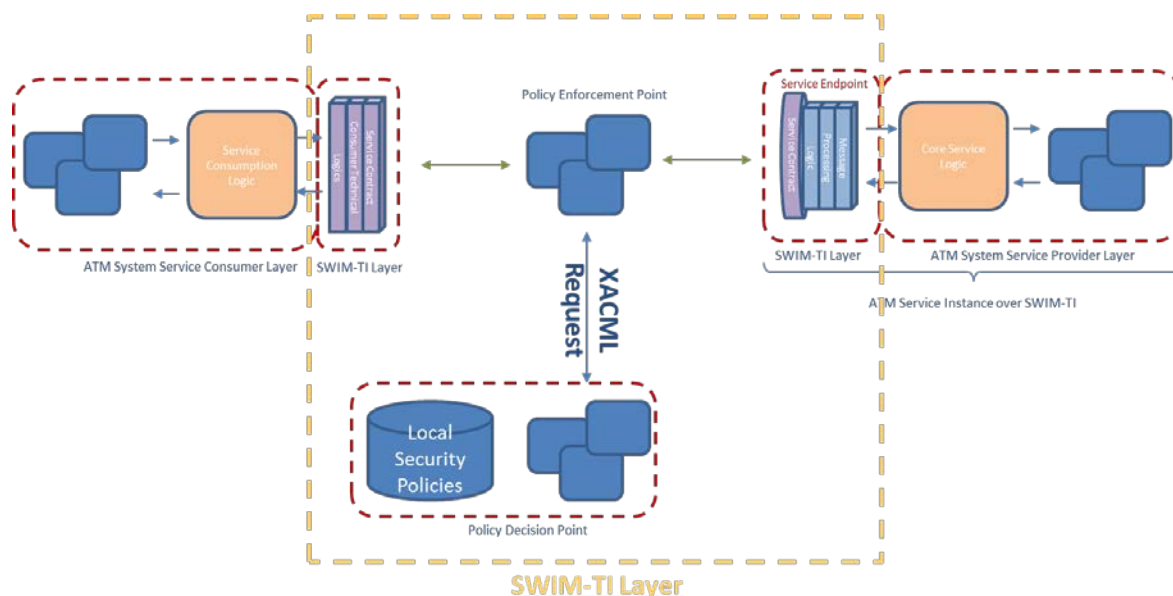 Policy Enforcement Point
Service Endpoint
Service
Consumption
Logic
Service Contract
Consumer Technical
Logics
Service Contract
Message
Processing
Logic
Core Service
Logic
ATM System Service Consumer Layer
SWIM-TI Layer
SWIM-TI Layer
ATM System Service Provider Layer
ATM Service Instance over SWIM-TI
XACML
Request
Local
Security
Policies
Policy Decision Point
SWIM-TI Layer